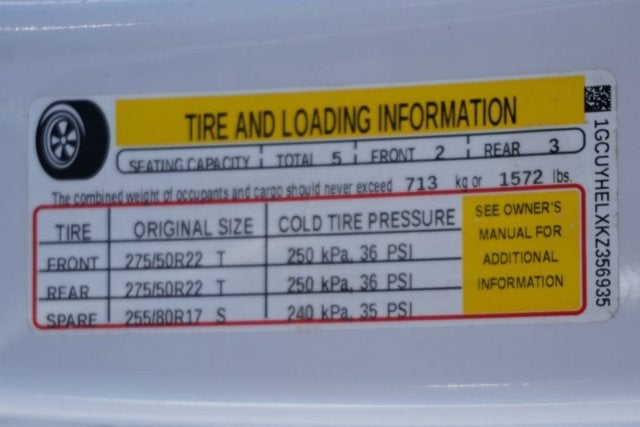 TIRE AND LOADING INFORMATION
SEATING CAPACITY TOTAL 5 FRONT 2 REAR 3
The combined weight of occupants and cargo should never exceed 713 kg or 1572 lbs.
TIRE ORIGINAL SIZE COLD TIRE PRESSURE
FRONT 275/50R22 T 250 kPa, 36 PSI
REAR 275/50R22 T 250 kPa, 36 PSI
SPARE 255/80R17 S 240 kPa, 35 PSI
SEE OWNER'S
MANUAL FOR
ADDITIONAL
INFORMATION
1GCUYHELXKZ356935